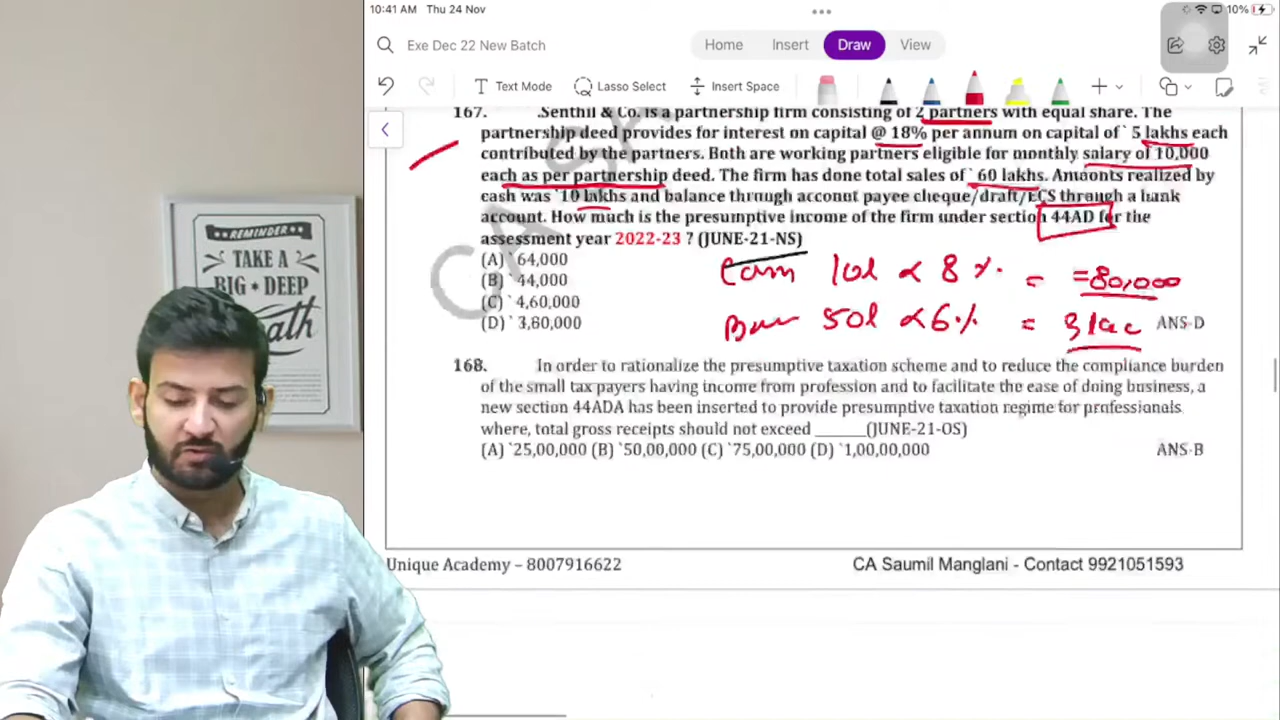 10:41 AM Thu 24 Nov
10%
Exe Dec 22 New Batch
Home Insert Draw View
Text Mode Lasso Select Insert Space
167. .Senthil & Co. is a partnership firm consisting of 2 partners with equal share. The
partnership deed provides for interest on capital @ 18% per annum on capital of ` 5 lakhs each
contributed by the partners. Both are working partners eligible for monthly salary of 10,000
each as per partnership deed. The firm has done total sales of ` 60 lakhs. Amounts realized by
cash was `10 lakhs and balance through account payee cheque/draft/ECS through a bank
account. How much is the presumptive income of the firm under section 44AD for the
assessment year 2022-23 ? (JUNE-21-NS)
(A) ` 64,000
(B) ` 44,000
(C) ` 4,60,000
(D) ` 3,80,000
10l × 8 %. = =80,000
50l × 6 %. = 3 lac
ANS-D
168. In order to rationalize the presumptive taxation scheme and to reduce the compliance burden
of the small tax payers having income from profession and to facilitate the ease of doing business, a
new section 44ADA has been inserted to provide presumptive taxation regime for professionals
where, total gross receipts should not exceed ______(JUNE-21-OS)
(A) `25,00,000 (B) `50,00,000 (C) `75,00,000 (D) `1,00,00,000 ANS-B
Unique Academy - 8007916622 CA Saumil Manglani - Contact 9921051593
REMINDER
TAKE A
BIG DEEP